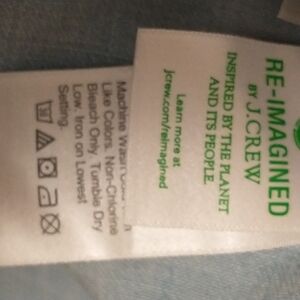 RE-IMAGINED
BY J.CREW
INSPIRED BY THE PLANET
AND ITS PEOPLE.
Learn more at
jcrew.com/reimagined
Machine Wash
Like Colors. Non-Chlorine
Bleach Only. Tumble Dry
Low. Iron on Lowest
Setting.